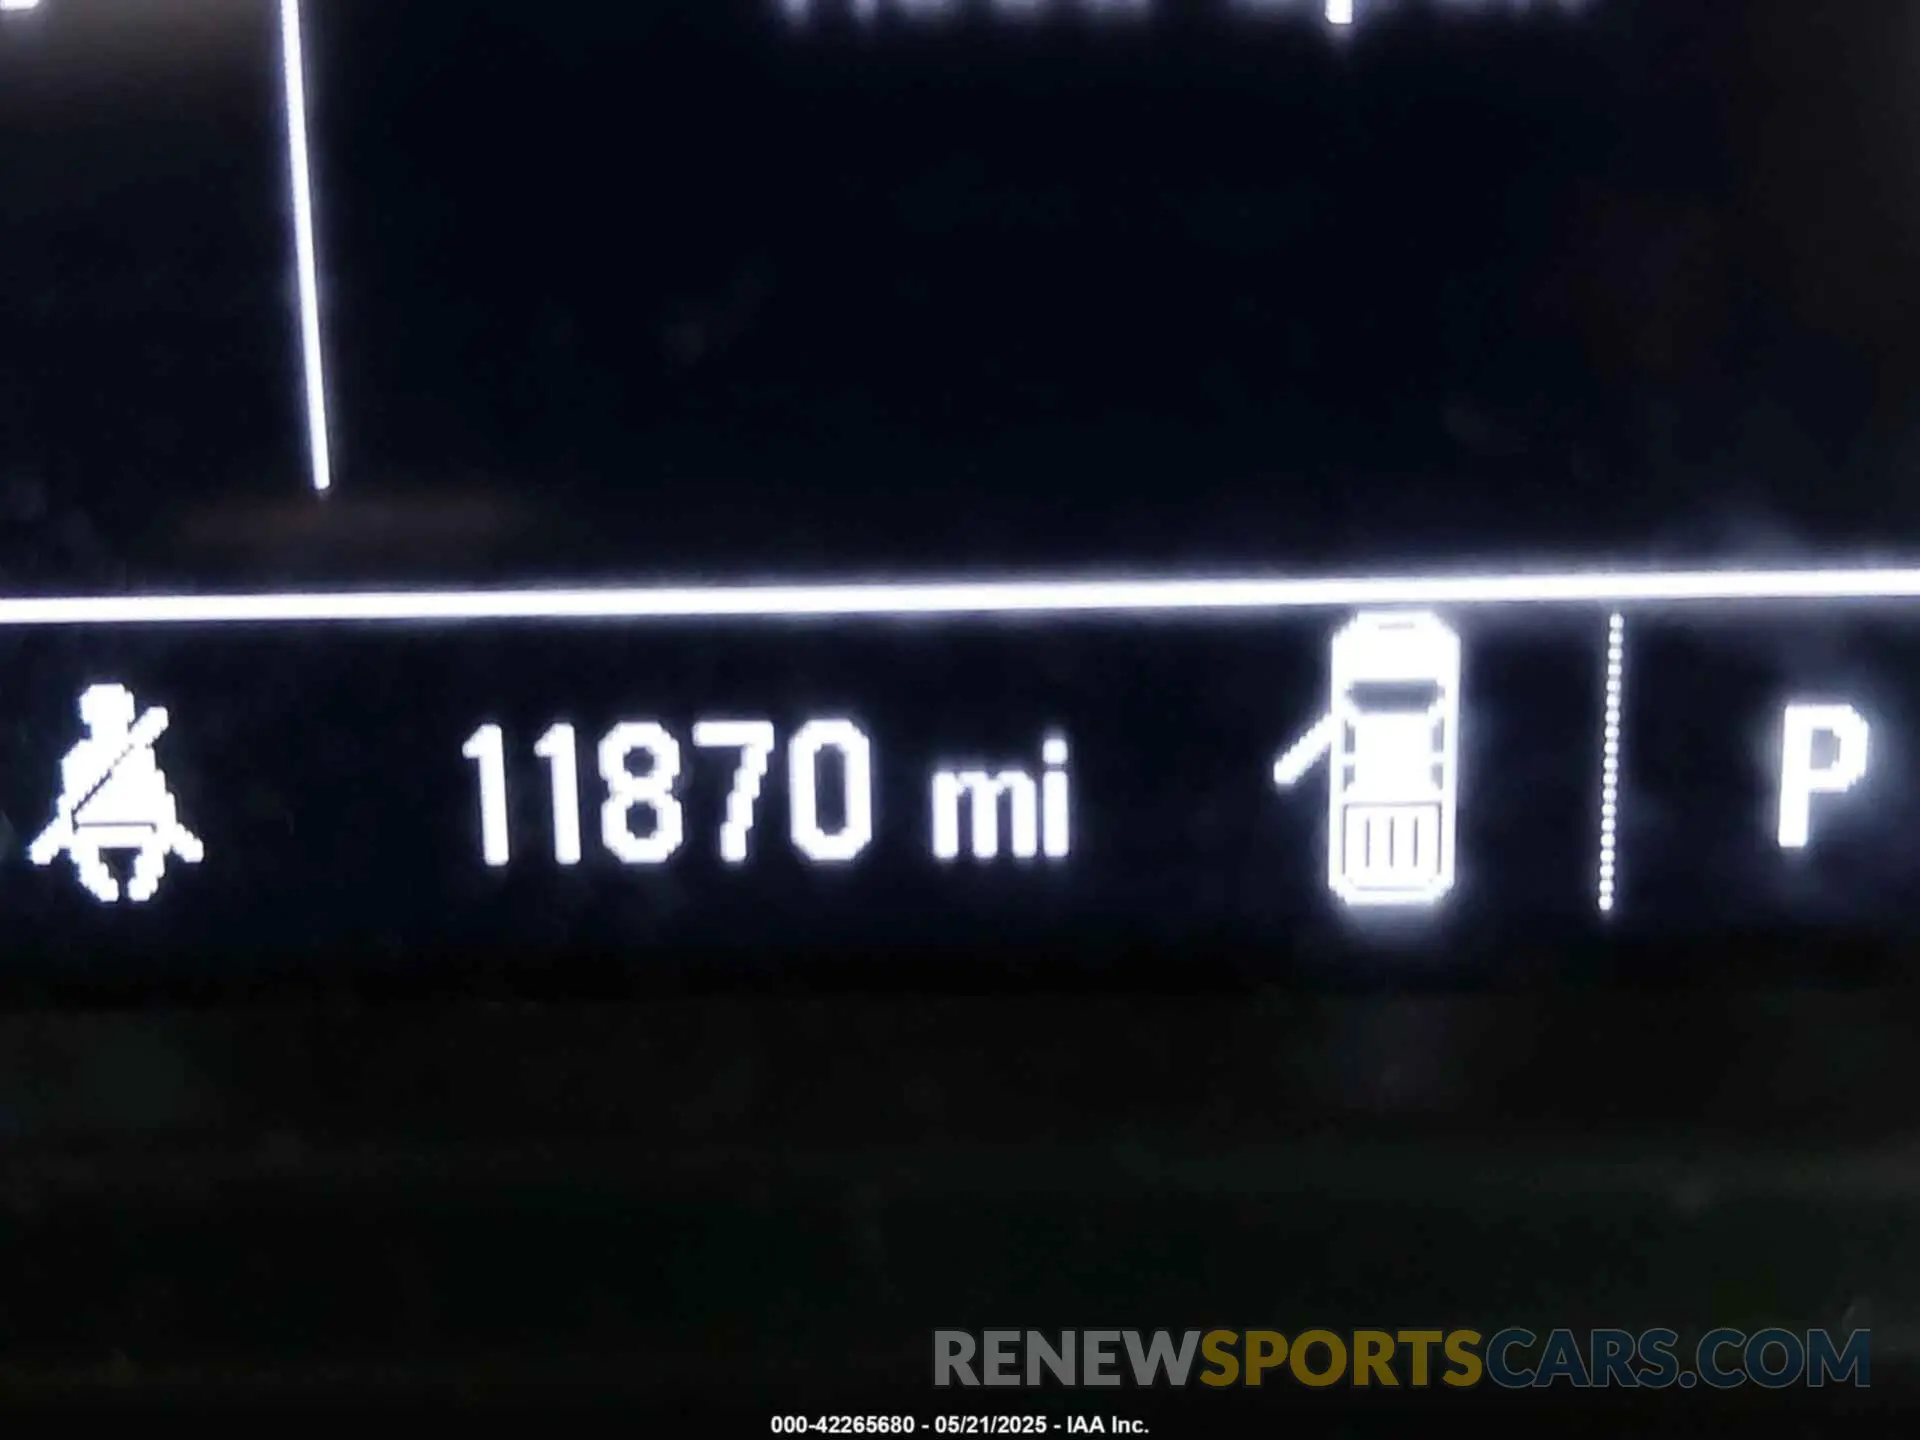 11870 mi
P
RENEWSPORTSCARS.COM
000-42265680 - 05/21/2025 - IAA Inc.